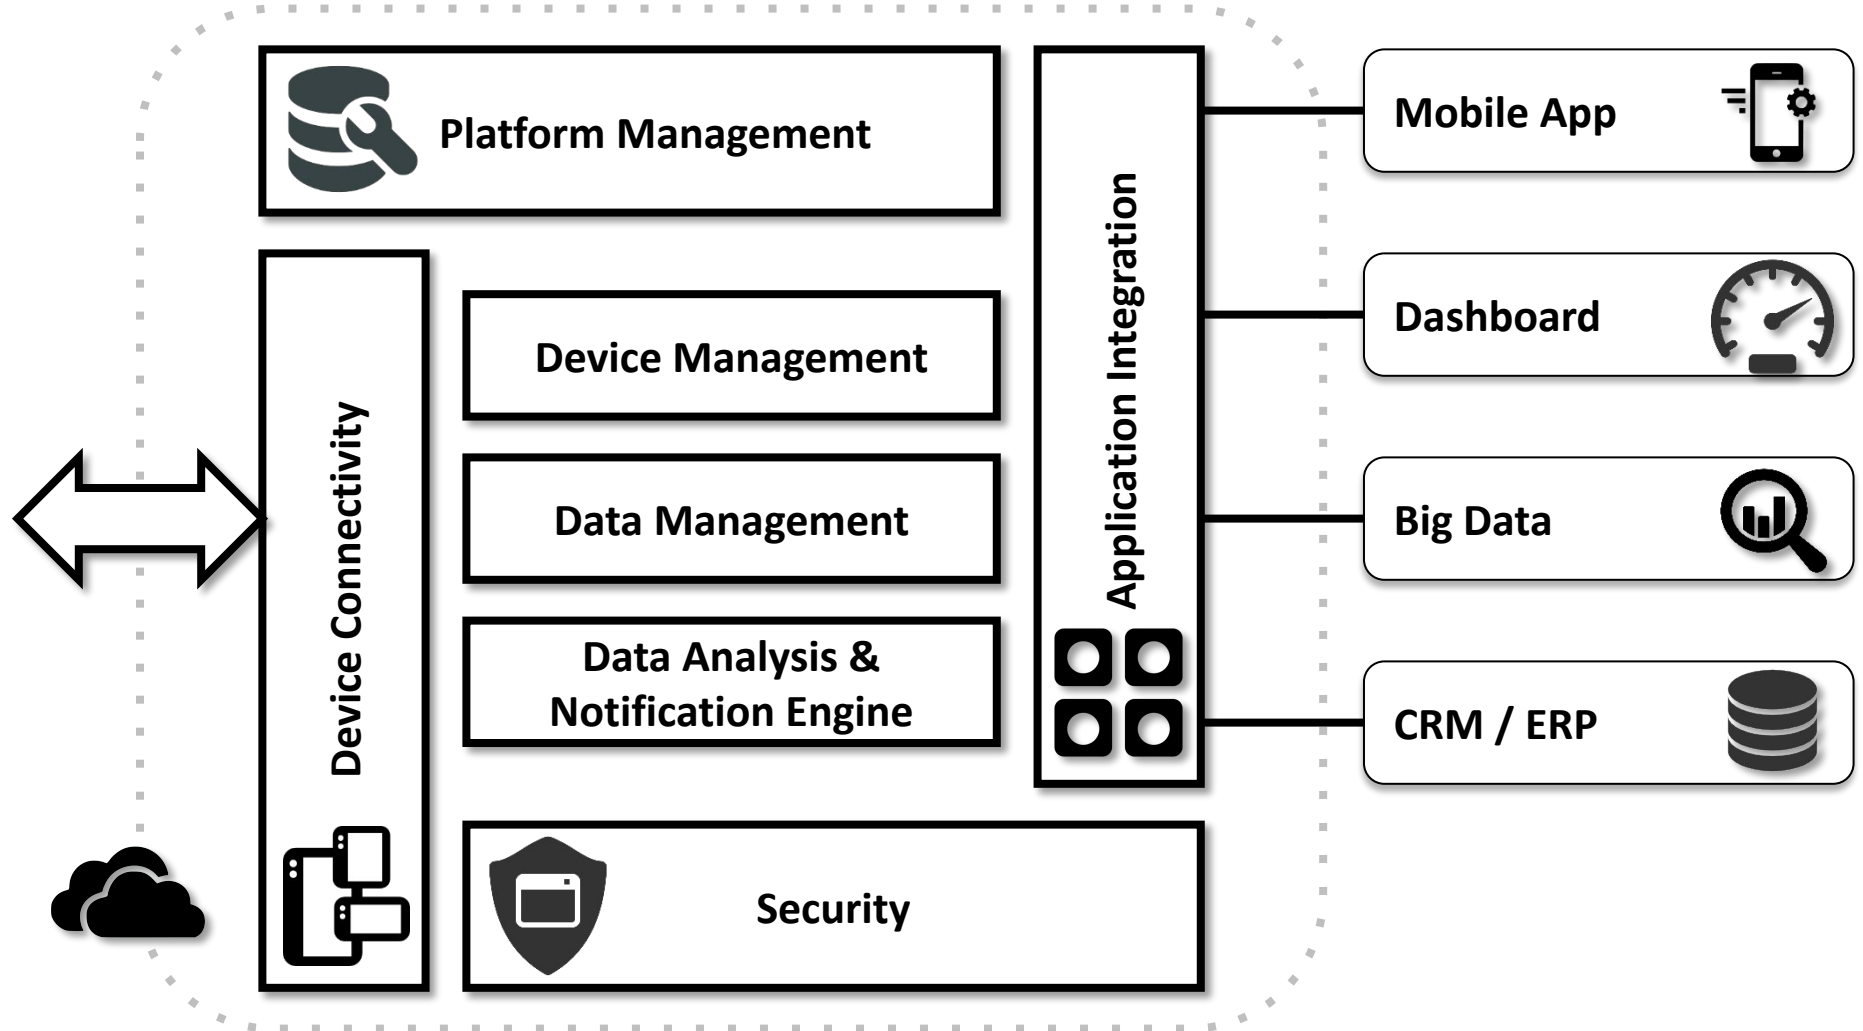 Platform Management
Device Connectivity
Device Management
Data Management
Data Analysis &
Notification Engine
Security
Application Integration
Mobile App
Dashboard
Big Data
CRM / ERP